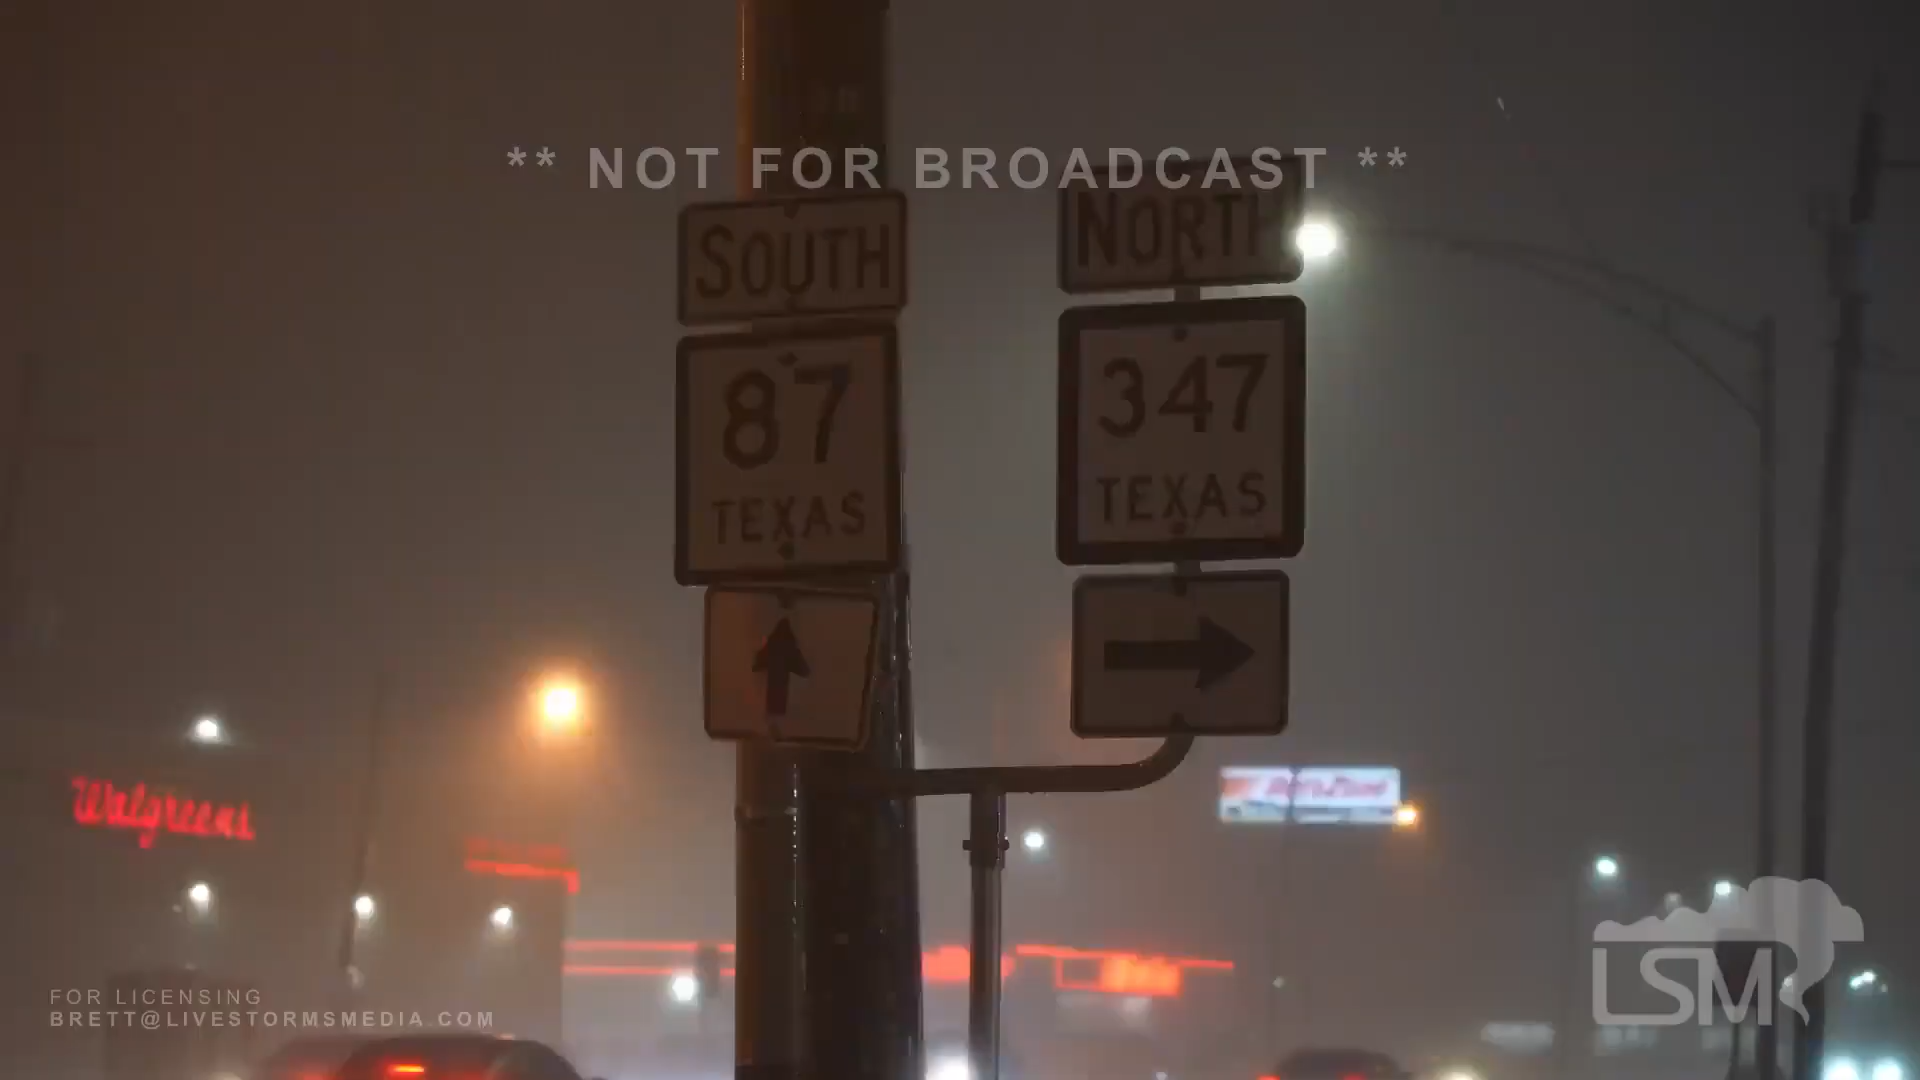 ** NOT FOR BROADCAST **
SOUTH
87
TEXAS
NORTH
347
TEXAS
Walgreens
FOR LICENSING
BRETT@LIVESTORMSMEDIA.COM
LSM